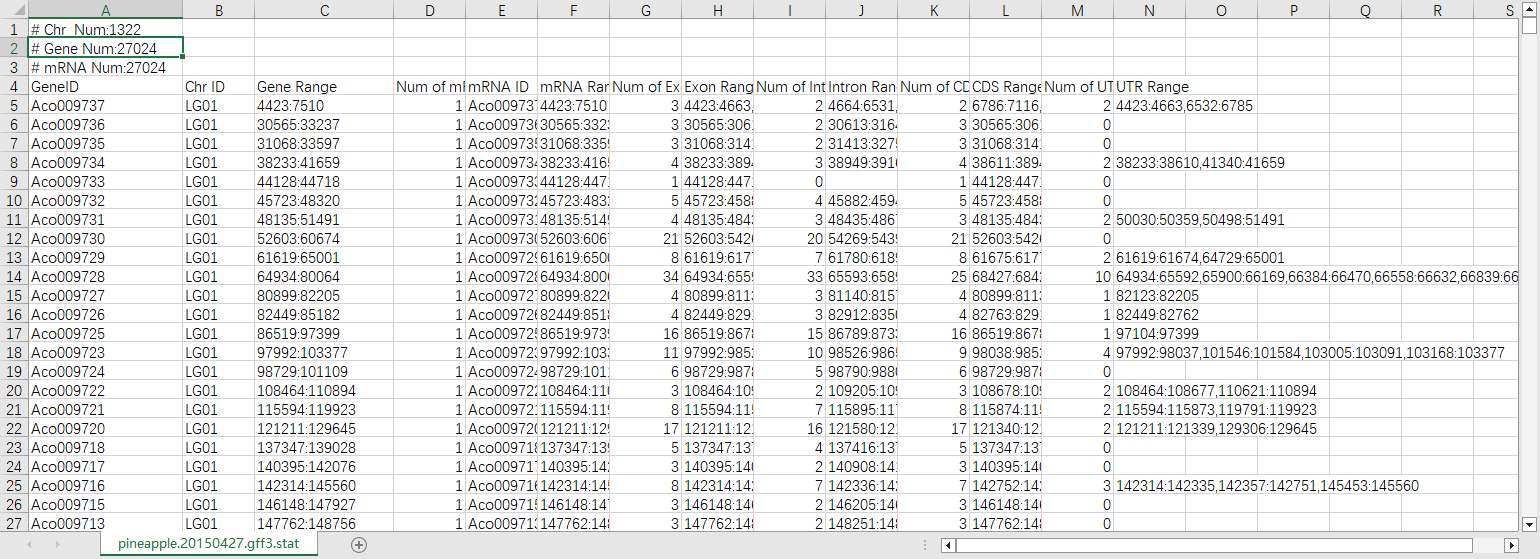 A B C D E F G H I J K L M N O P Q R S
1 # Chr Num:1322
2 # Gene Num:27024
3 # mRNA Num:27024
4 GeneID Chr ID Gene Range Num of mRNA ID mRNA Ran Num of Ex Exon Rang Num of Int Intron Ran Num of CD CDS Range Num of UT UTR Range
5 Aco009737 LG01 4423:7510 1 Aco00973 4423:7510 3 4423:4663, 2 4664:6531, 2 6786:7116, 2 4423:4663,6532:6785
6 Aco009736 LG01 30565:33237 1 Aco009736 30565:332 3 30565:306 2 30613:316 3 30565:306 0
7 Aco009735 LG01 31068:33597 1 Aco00973 31068:335 3 31068:314 2 31413:327 3 31068:314 0
8 Aco009734 LG01 38233:41659 1 Aco00973 38233:416 4 38233:389 3 38949:391 4 38611:389 2 38233:38610,41340:41659
9 Aco009733 LG01 44128:44718 1 Aco00973 44128:447 1 44128:447 0 1 44128:447 0
10 Aco009732 LG01 45723:48320 1 Aco00973 45723:483 5 45723:458 4 45882:459 5 45723:458 0
11 Aco009731 LG01 48135:51491 1 Aco00973 48135:514 4 48135:484 3 48435:486 3 48135:484 2 50030:50359,50498:51491
12 Aco009730 LG01 52603:60674 1 Aco00973 52603:606 21 52603:542 20 54269:543 21 52603:542 0
13 Aco009729 LG01 61619:65001 1 Aco00972 61619:650 8 61619:617 7 61780:618 8 61675:617 2 61619:61674,64729:65001
14 Aco009728 LG01 64934:80064 1 Aco00972 64934:800 34 64934:655 33 65593:658 25 68427:684 10 64934:65592,65900:66169,66384:66470,66558:66632,66839:66
15 Aco009727 LG01 80899:82205 1 Aco00972 80899:822 4 80899:811 3 81140:815 4 80899:811 1 82123:82205
16 Aco009726 LG01 82449:85182 1 Aco00972 82449:851 4 82449:829 3 82912:835 4 82763:829 1 82449:82762
17 Aco009725 LG01 86519:97399 1 Aco00972 86519:973 16 86519:867 15 86789:873 16 86519:867 1 97104:97399
18 Aco009723 LG01 97992:103377 1 Aco00972 97992:103 11 97992:985 10 98526:986 9 98038:985 4 97992:98037,101546:101584,103005:103091,103168:103377
19 Aco009724 LG01 98729:101109 1 Aco00972 98729:101 6 98729:987 5 98790:988 6 98729:987 0
20 Aco009722 LG01 108464:110894 1 Aco00972 108464:11 3 108464:10 2 109205:10 3 108678:10 2 108464:108677,110621:110894
21 Aco009721 LG01 115594:119923 1 Aco00972 115594:11 8 115594:11 7 115895:11 8 115874:11 2 115594:115873,119791:119923
22 Aco009720 LG01 121211:129645 1 Aco00972 121211:12 17 121211:12 16 121580:12 17 121340:12 2 121211:121339,129306:129645
23 Aco009718 LG01 137347:139028 1 Aco00971 137347:13 5 137347:13 4 137416:13 5 137347:13 0
24 Aco009717 LG01 140395:142076 1 Aco00971 140395:14 3 140395:14 2 140908:14 3 140395:14 0
25 Aco009716 LG01 142314:145560 1 Aco00971 142314:14 8 142314:14 7 142336:14 7 142752:14 3 142314:142335,142357:142751,145453:145560
26 Aco009715 LG01 146148:147927 1 Aco00971 146148:14 3 146148:14 2 146205:14 3 146148:14 0
27 Aco009713 LG01 147762:148756 1 Aco00971 147762:14 3 147762:14 2 148251:14 3 147762:14 0
pineapple.20150427.gff3.stat